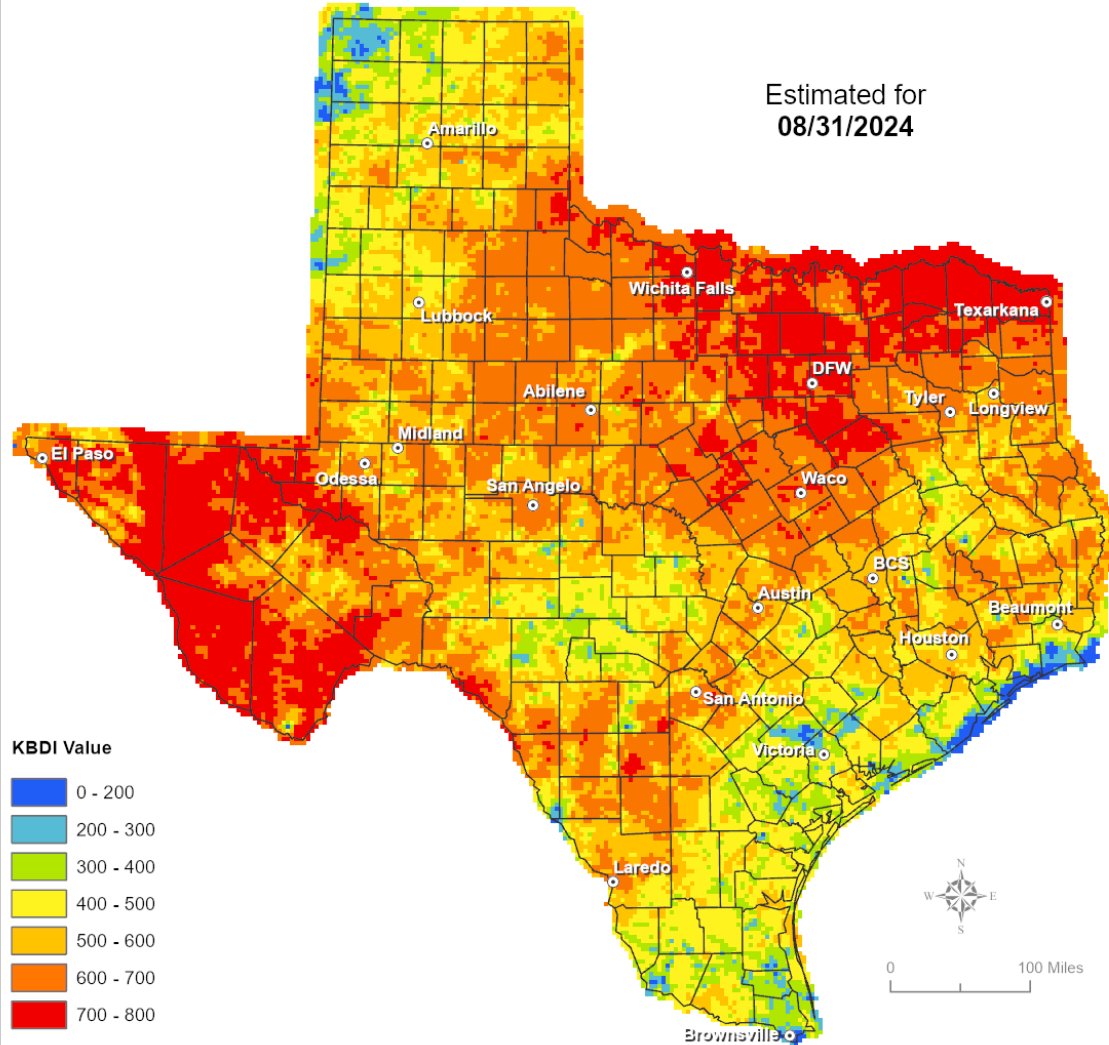 Estimated for
08/31/2024
Amarillo
Wichita Falls
Lubbock
Texarkana
DFW
Abilene
Tyler
Longview
Midland
El Paso
Odessa
San Angelo
Waco
BCS
Austin
Beaumont
Houston
San Antonio
Victoria
Laredo
Brownsville
KBDI Value
0 - 200
200 - 300
300 - 400
400 - 500
500 - 600
600 - 700
700 - 800
N
W E
S
0 100 Miles